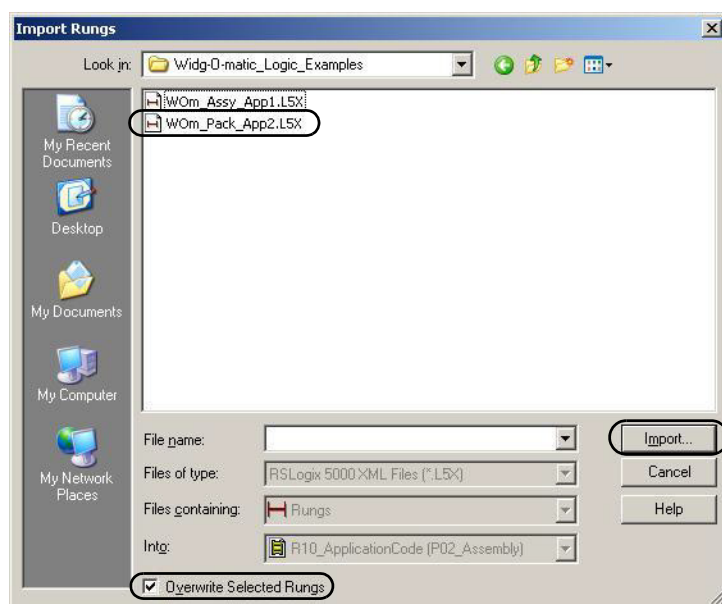 Import Rungs
Look in: Widg-O-matic_Logic_Examples
WOm_Assy_App1.L5X
WOm_Pack_App2.L5X
My Recent
Documents
Desktop
My Documents
My Computer
My Network
Places
File name:
Import...
Files of type: RSLogix 5000 XML Files (*.L5X)
Cancel
Files containing: Rungs
Help
Into: R10_ApplicationCode (P02_Assembly)
Overwrite Selected Rungs